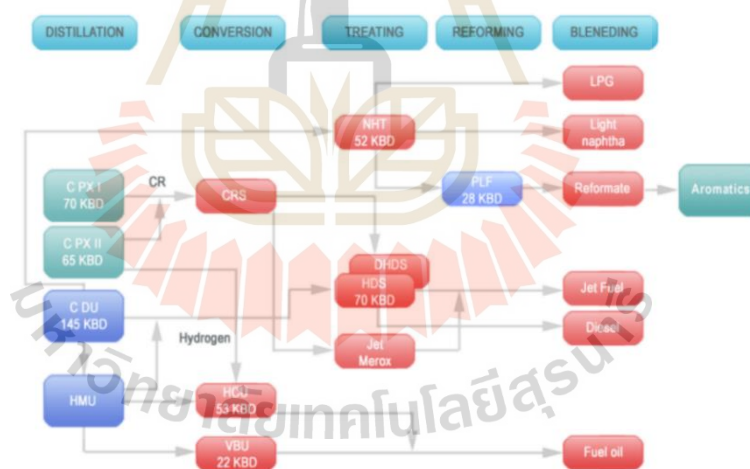 DISTILLATION
CONVERSION
TREATING
REFORMING
BLENEDING
LPG
NHT
52 KBD
Light
naphtha
C PX I
70 KBD
CR
CRS
PLF
28 KBD
Reformate
Aromatics
C PX II
65 KBD
DHDS
HDS
70 KBD
Jet Fuel
C DU
145 KBD
Diesel
Hydrogen
Jet
Merox
HMU
HCU
53 KBD
VBU
22 KBD
Fuel oil
มหาวิทยาลัยเทคโนโลยีสุรนารี